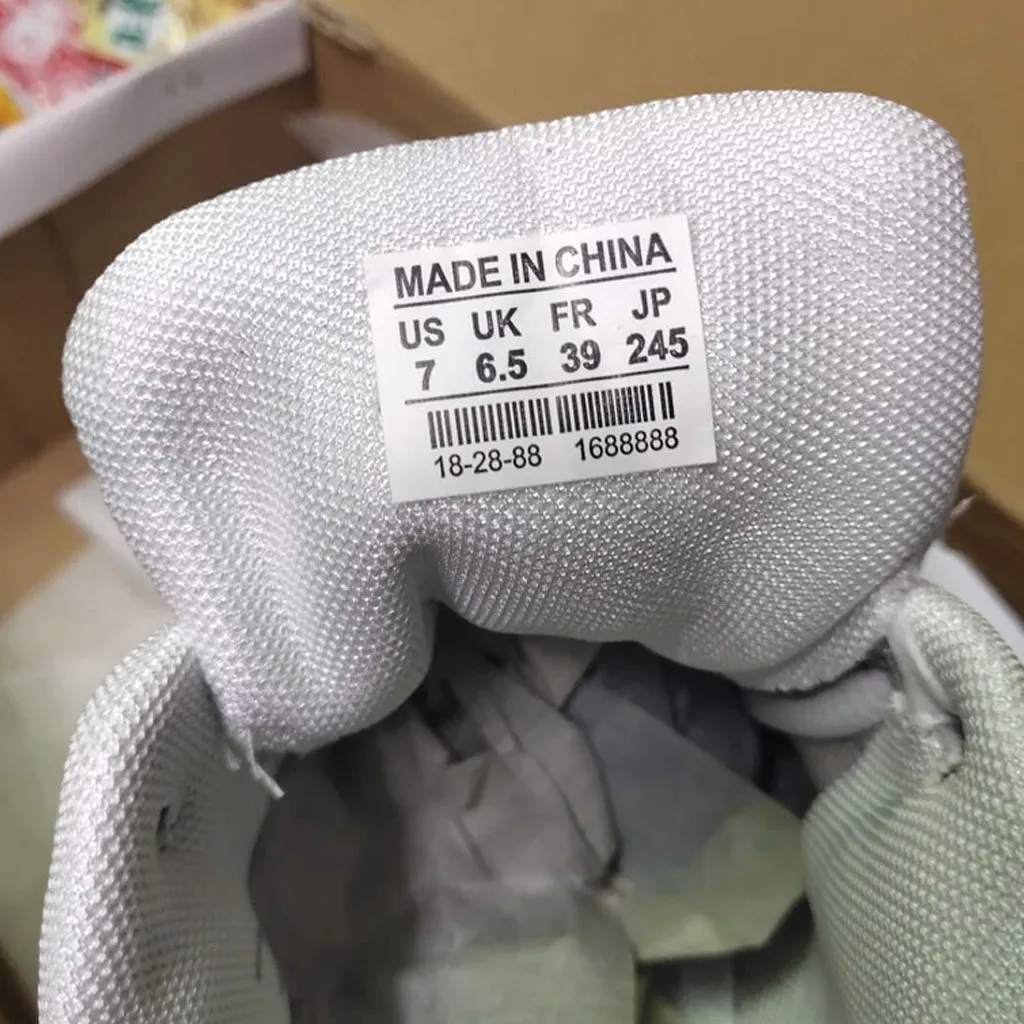 MADE IN CHINA
US UK FR JP
7 6.5 39 245
18-28-88 1688888